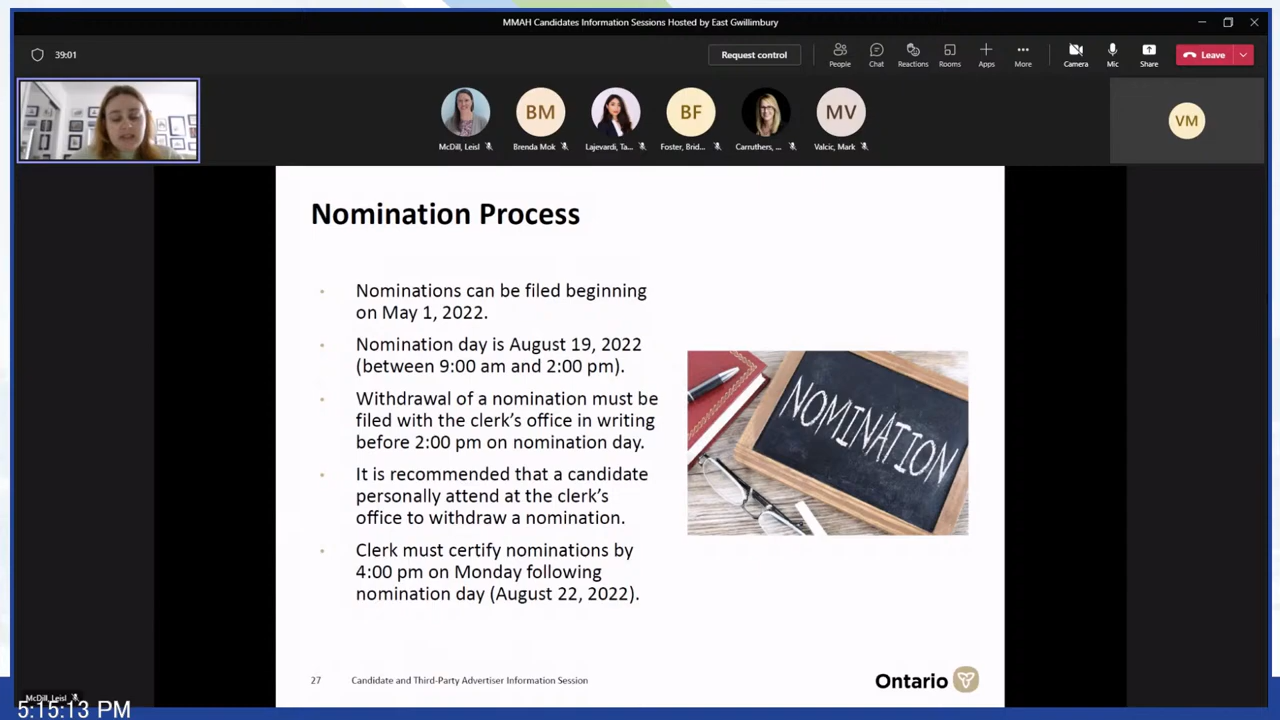 MMAH Candidates Information Sessions Hosted by East Gwillimbury
39:01
Request control
People
Chat
Reactions
Rooms
Apps
More
Camera
Mic
Share
Leave
BM
BF
MV
VM
McDill, Leisl
Brenda Mok
Lajevardi, Ta...
Foster, Brid...
Carruthers, ...
Valcic, Mark
Nomination Process
• Nominations can be filed beginning
on May 1, 2022.
• Nomination day is August 19, 2022
(between 9:00 am and 2:00 pm).
• Withdrawal of a nomination must be
filed with the clerk’s office in writing
before 2:00 pm on nomination day.
• It is recommended that a candidate
personally attend at the clerk’s
office to withdraw a nomination.
• Clerk must certify nominations by
4:00 pm on Monday following
nomination day (August 22, 2022).
NOMINATION
27 Candidate and Third-Party Advertiser Information Session
Ontario
McDill, Leisl
5:15:13 PM